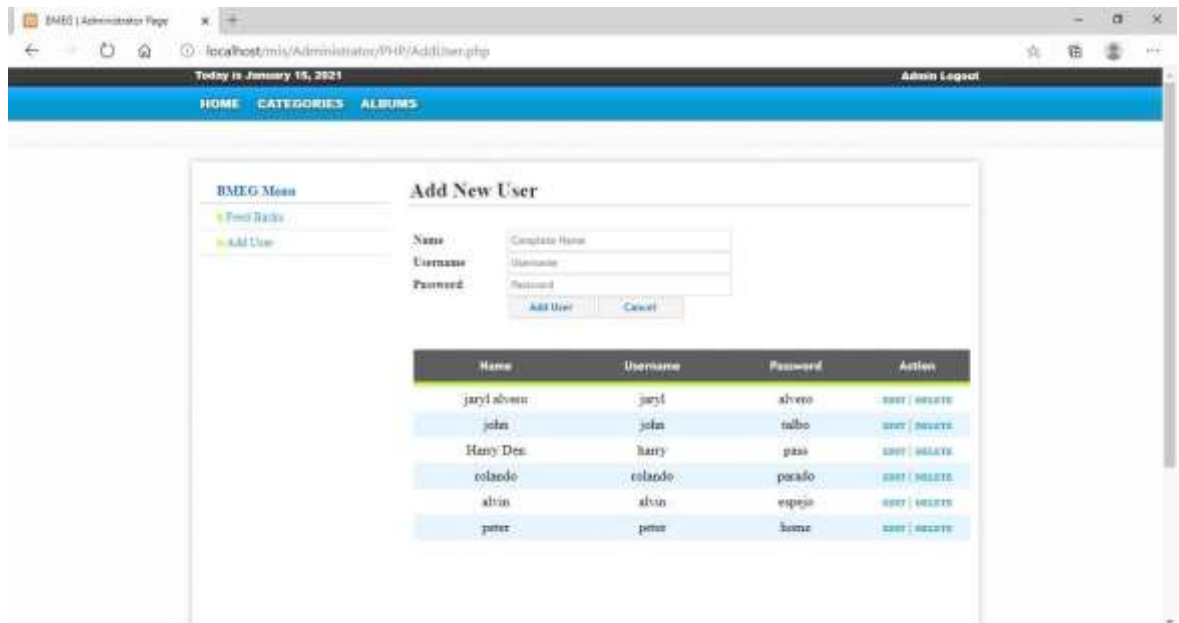 BMEG | Administrator Page
localhost/mis/Administrator/PHP/AddUser.php
Today is January 15, 2021 Admin Logout
HOME CATEGORIES ALBUMS
BMEG Menu
Feed Backs
Add User
Add New User
Name Complete Name
Username Username
Password Password
Add User Cancel
Name Username Password Action
jaryl alvero jaryl alvero EDIT | DELETE
john john talbo EDIT | DELETE
Harry Den. harry pass EDIT | DELETE
rolando rolando parado EDIT | DELETE
alvin alvin espejo EDIT | DELETE
peter peter home EDIT | DELETE